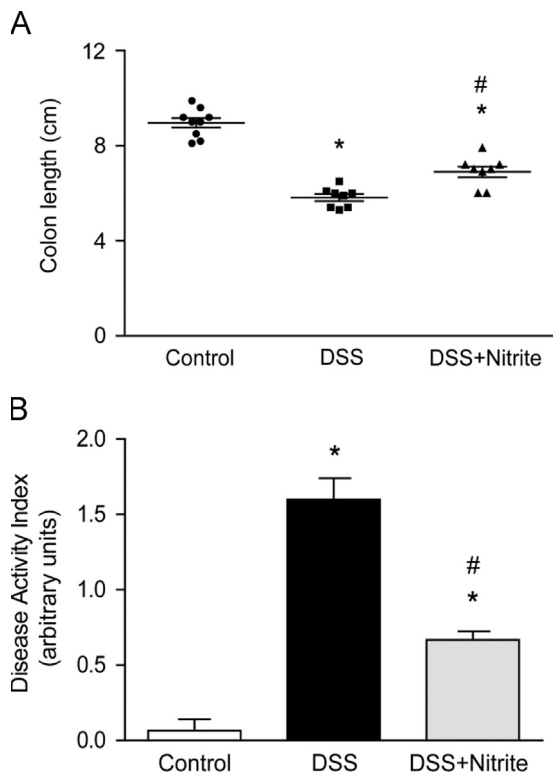 A
12
8
4
0
Colon length (cm)
*
#
*
Control DSS DSS+Nitrite
B
2.0
1.5
1.0
0.5
0.0
Disease Activity Index
(arbitrary units)
*
#
*
Control DSS DSS+Nitrite